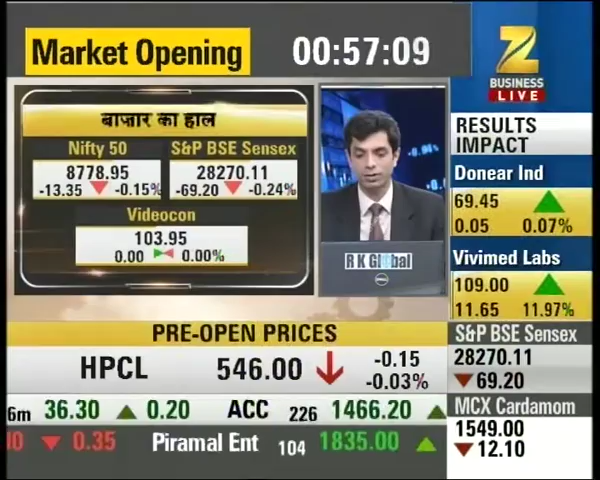 Market Opening 00:57:09
Z
BUSINESS
LIVE
बाज़ार का हाल
Nifty 50 S&P BSE Sensex
8778.95 28270.11
-13.35 -0.15% -69.20 -0.24%
Videocon
103.95
0.00 0.00%
R K Global
DELL
RESULTS
IMPACT
Donear Ind
69.45
0.05 0.07%
Vivimed Labs
109.00
11.65 11.97%
PRE-OPEN PRICES
HPCL 546.00 -0.15
-0.03%
S&P BSE Sensex
28270.11
69.20
6m 36.30 0.20 ACC 226 1466.20
0.35 Piramal Ent 104 1835.00
MCX Cardamom
1549.00
12.10